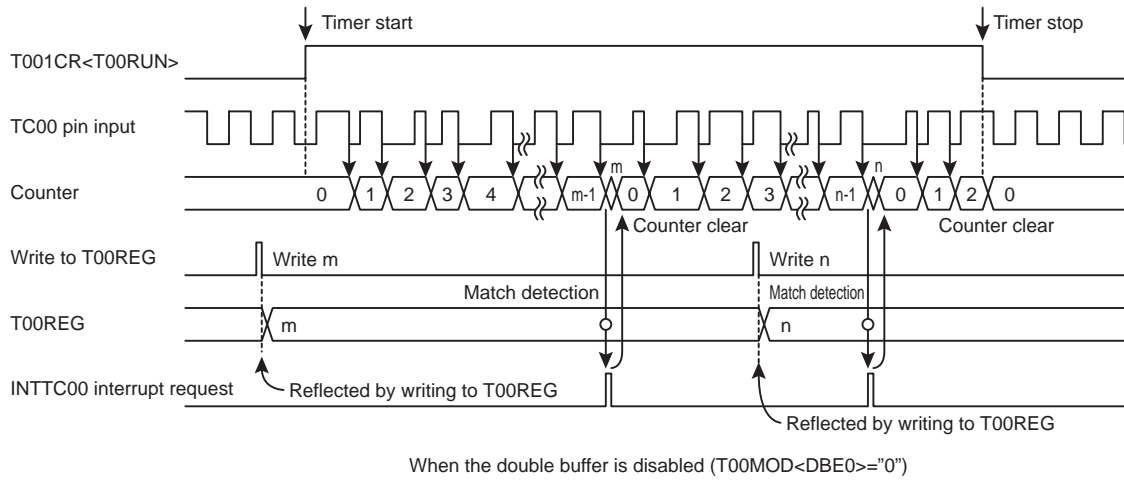 Timer start
Timer stop
T001CR<T00RUN>
TC00 pin input
m
n
Counter
0 1 2 3 4 m-1 0 1 2 3 n-1 0 1 2 0
Counter clear
Counter clear
Write to T00REG
Write m
Write n
Match detection
Match detection
T00REG
m
n
INTTC00 interrupt request
Reflected by writing to T00REG
Reflected by writing to T00REG
When the double buffer is disabled (T00MOD<DBE0>="0")